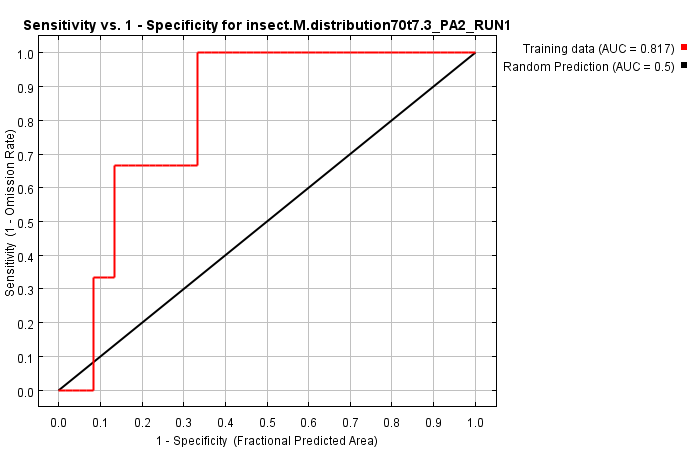 Sensitivity vs. 1 - Specificity for insect.M.distribution70t7.3_PA2_RUN1
Training data (AUC = 0.817)
Random Prediction (AUC = 0.5)
Sensitivity (1 - Omission Rate)
1.0
0.9
0.8
0.7
0.6
0.5
0.4
0.3
0.2
0.1
0.0
0.0 0.1 0.2 0.3 0.4 0.5 0.6 0.7 0.8 0.9 1.0
1 - Specificity (Fractional Predicted Area)